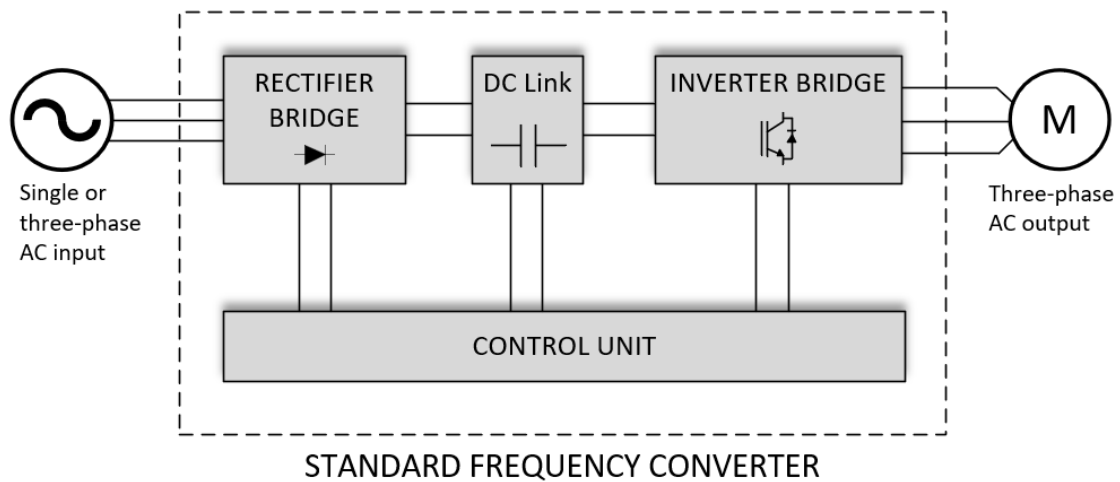 RECTIFIER
BRIDGE
DC Link
INVERTER BRIDGE
M
Single or
three-phase
AC input
Three-phase
AC output
CONTROL UNIT
STANDARD FREQUENCY CONVERTER